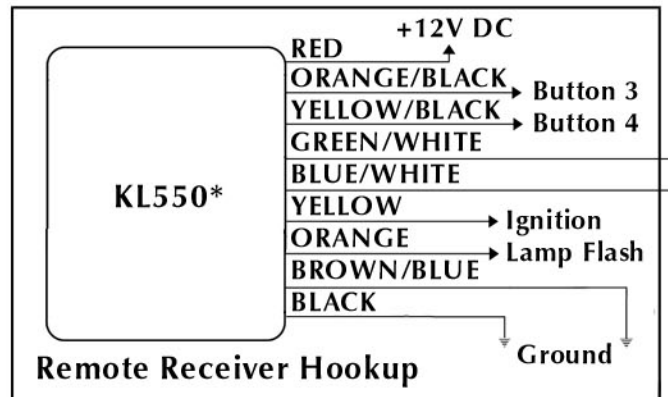 +12V DC
RED
ORANGE/BLACK
Button 3
YELLOW/BLACK
Button 4
GREEN/WHITE
BLUE/WHITE
KL550*
YELLOW
Ignition
ORANGE
Lamp Flash
BROWN/BLUE
BLACK
Ground
Remote Receiver Hookup